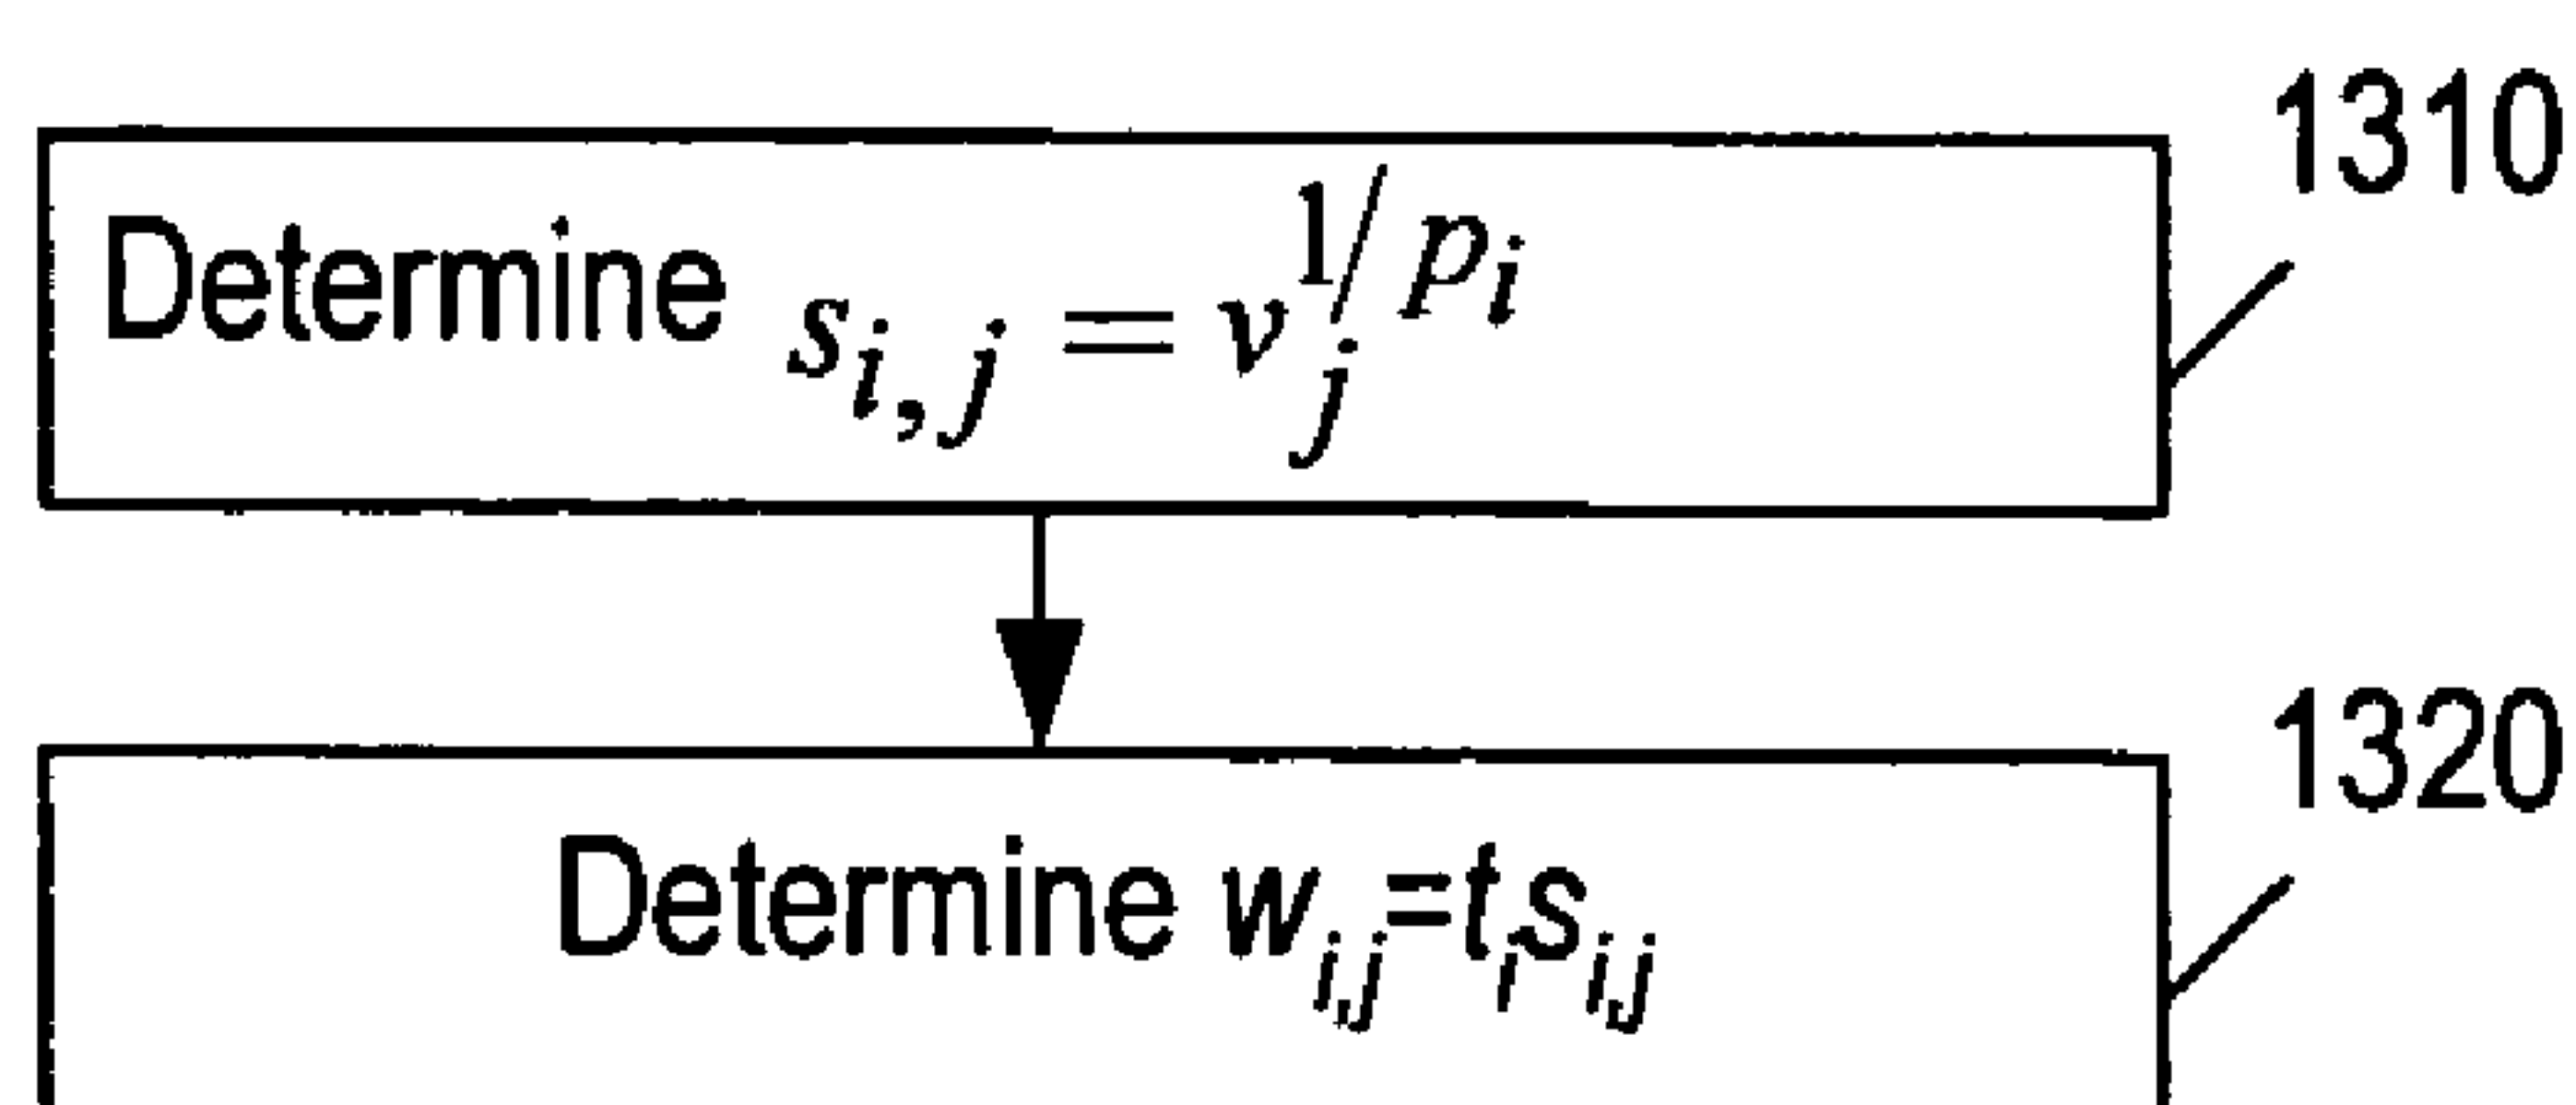 1310
Determine s_{i,j} = v_j^{1/p_i}
1320
Determine w_{i,j}=t_i s_{i,j}